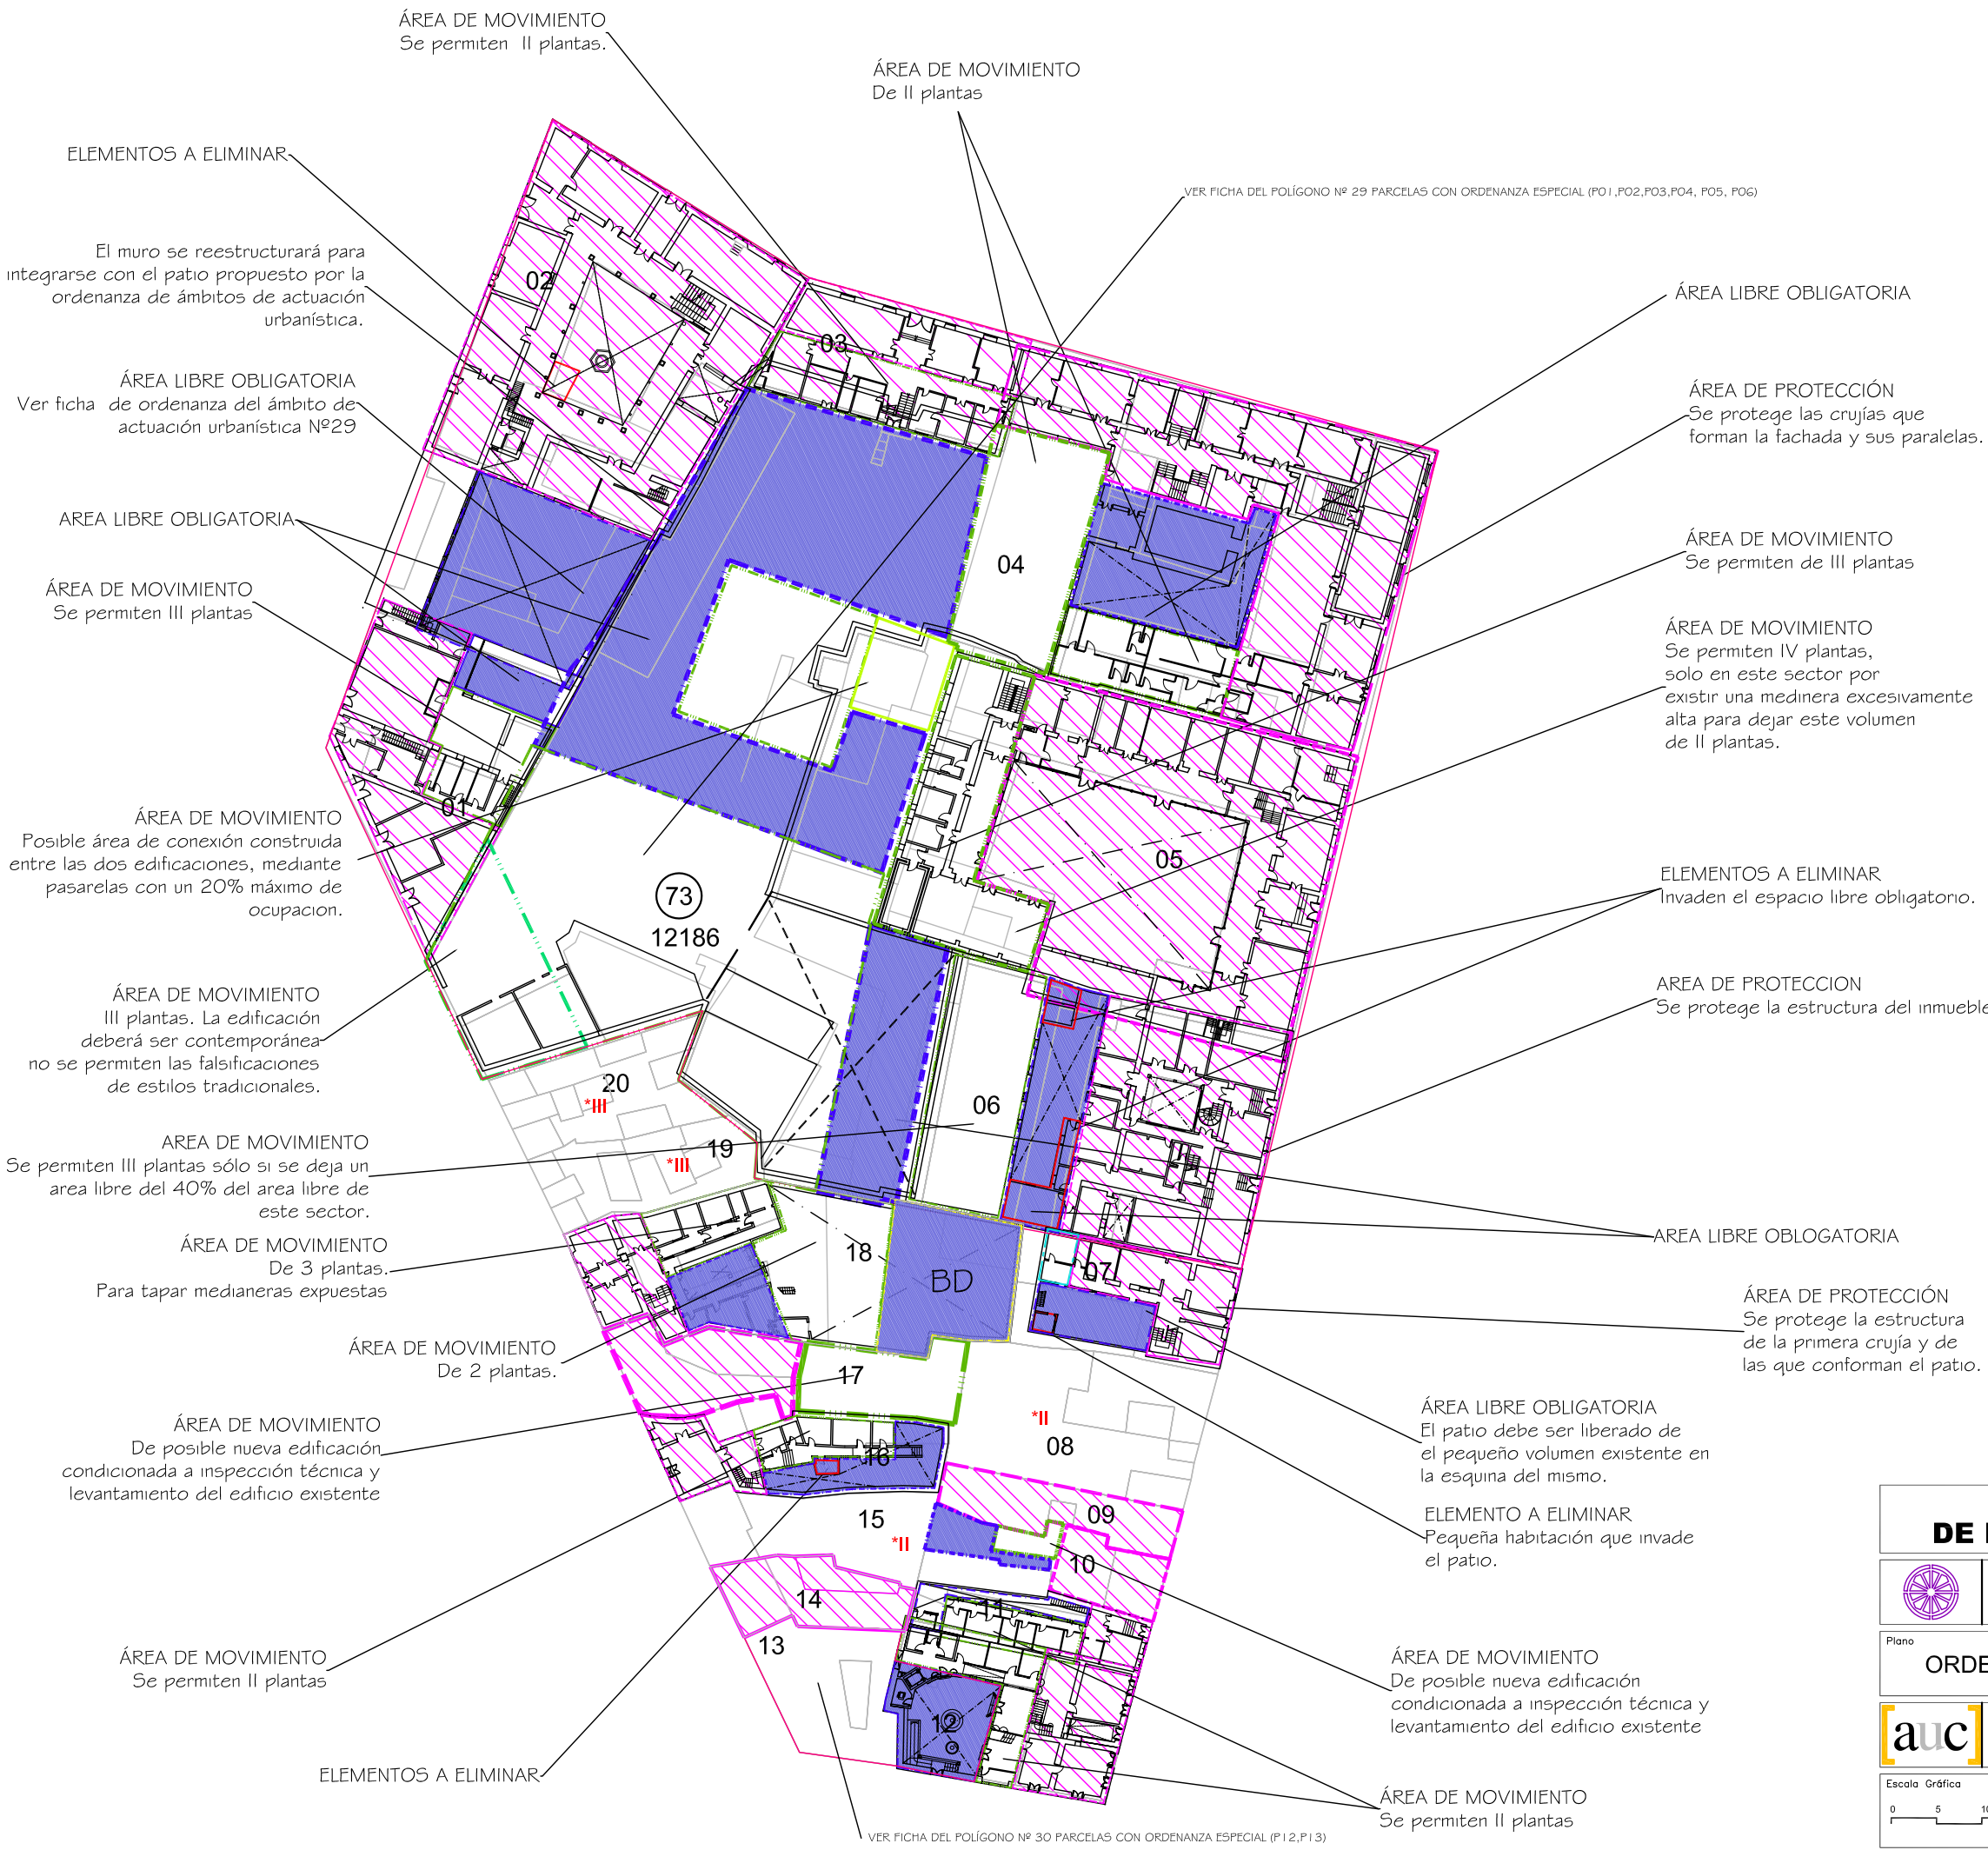 ÁREA DE MOVIMIENTO
Se permiten II plantas.
ÁREA DE MOVIMIENTO
De II plantas
ELEMENTOS A ELIMINAR
VER FICHA DEL POLÍGONO Nº 29 PARCELAS CON ORDENANZA ESPECIAL (P01,P02,P03,P04, P05, P06)
El muro se reestructurará para
integrarse con el patio propuesto por la
ordenanza de ámbitos de actuación
urbanística.
ÁREA LIBRE OBLIGATORIA
Ver ficha de ordenanza del ámbito de
actuación urbanística Nº29
AREA LIBRE OBLIGATORIA
ÁREA DE MOVIMIENTO
Se permiten III plantas
ÁREA DE MOVIMIENTO
Posible área de conexión construida
entre las dos edificaciones, mediante
pasarelas con un 20% máximo de
ocupacion.
ÁREA DE MOVIMIENTO
III plantas. La edificación
deberá ser contemporánea
no se permiten las falsificaciones
de estilos tradicionales.
AREA DE MOVIMIENTO
Se permiten III plantas sólo si se deja un
area libre del 40% del area libre de
este sector.
ÁREA DE MOVIMIENTO
De 3 plantas.
Para tapar medianeras expuestas
ÁREA DE MOVIMIENTO
De 2 plantas.
ÁREA DE MOVIMIENTO
De posible nueva edificación
condicionada a inspección técnica y
levantamiento del edificio existente
ÁREA DE MOVIMIENTO
Se permiten II plantas
ELEMENTOS A ELIMINAR
02
03
04
01
05
73
12186
06
20
*III
19
*III
18
BD
07
17
*II
08
16
15
*II
09
10
14
11
13
12
ÁREA LIBRE OBLIGATORIA
ÁREA DE PROTECCIÓN
Se protege las crujías que
forman la fachada y sus paralelas.
ÁREA DE MOVIMIENTO
Se permiten de III plantas
ÁREA DE MOVIMIENTO
Se permiten IV plantas,
solo en este sector por
existir una medinera excesivamente
alta para dejar este volumen
de II plantas.
ELEMENTOS A ELIMINAR
Invaden el espacio libre obligatorio.
AREA DE PROTECCION
Se protege la estructura del inmueble
AREA LIBRE OBLOGATORIA
ÁREA DE PROTECCIÓN
Se protege la estructura
de la primera crujía y de
las que conforman el patio.
ÁREA LIBRE OBLIGATORIA
El patio debe ser liberado de
el pequeño volumen existente en
la esquina del mismo.
ELEMENTO A ELIMINAR
Pequeña habitación que invade
el patio.
ÁREA DE MOVIMIENTO
De posible nueva edificación
condicionada a inspección técnica y
levantamiento del edificio existente
ÁREA DE MOVIMIENTO
Se permiten II plantas
VER FICHA DEL POLÍGONO Nº 30 PARCELAS CON ORDENANZA ESPECIAL (P12,P13)
DE
Plano
ORDE
[auc]
Escala Gráfica
0 5 10